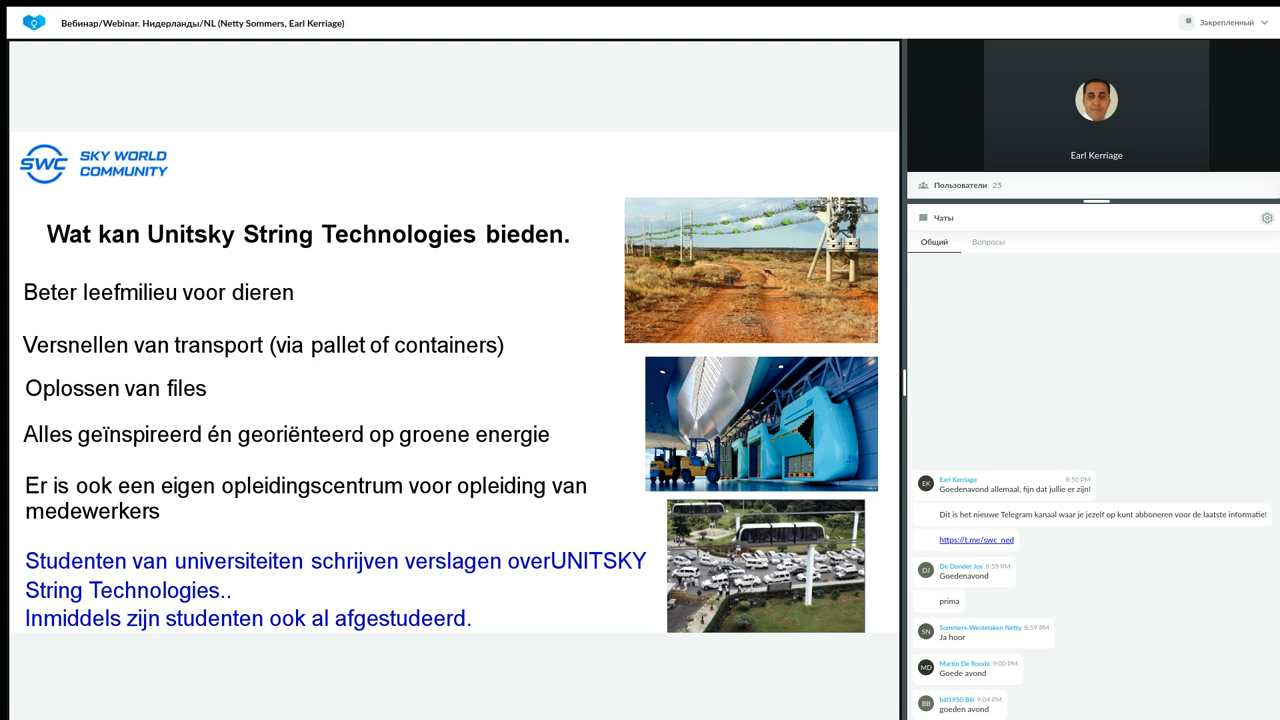 Вебинар/Webinar. Нидерланды/NL (Netty Sommers, Earl Kerriage)
Закрепленный
SWC SKY WORLD
COMMUNITY
Wat kan Unitsky String Technologies bieden.
Beter leefmilieu voor dieren
Versnellen van transport (via pallet of containers)
Oplossen van files
Alles geïnspireerd én georiënteerd op groene energie
Er is ook een eigen opleidingscentrum voor opleiding van
medewerkers
Studenten van universiteiten schrijven verslagen overUNITSKY
String Technologies..
Inmiddels zijn studenten ook al afgestudeerd.
Earl Kerriage
Пользователи 25
Чаты
Общий Вопросы
EK Earl Kerriage 8:50 PM
Goedenavond allemaal, fijn dat jullie er zijn!
Dit is het nieuwe Telegram kanaal waar je jezelf op kunt abboneren voor de laatste informatie!
https://t.me/swc_ned
DJ De Donder Jos 8:59 PM
Goedenavond
prima
SN Sommers-Westelaken Netty 8:59 PM
Ja hoor
MD Martin De Roode 9:00 PM
Goede avond
BB bill1950 Bill 9:04 PM
goeden avond